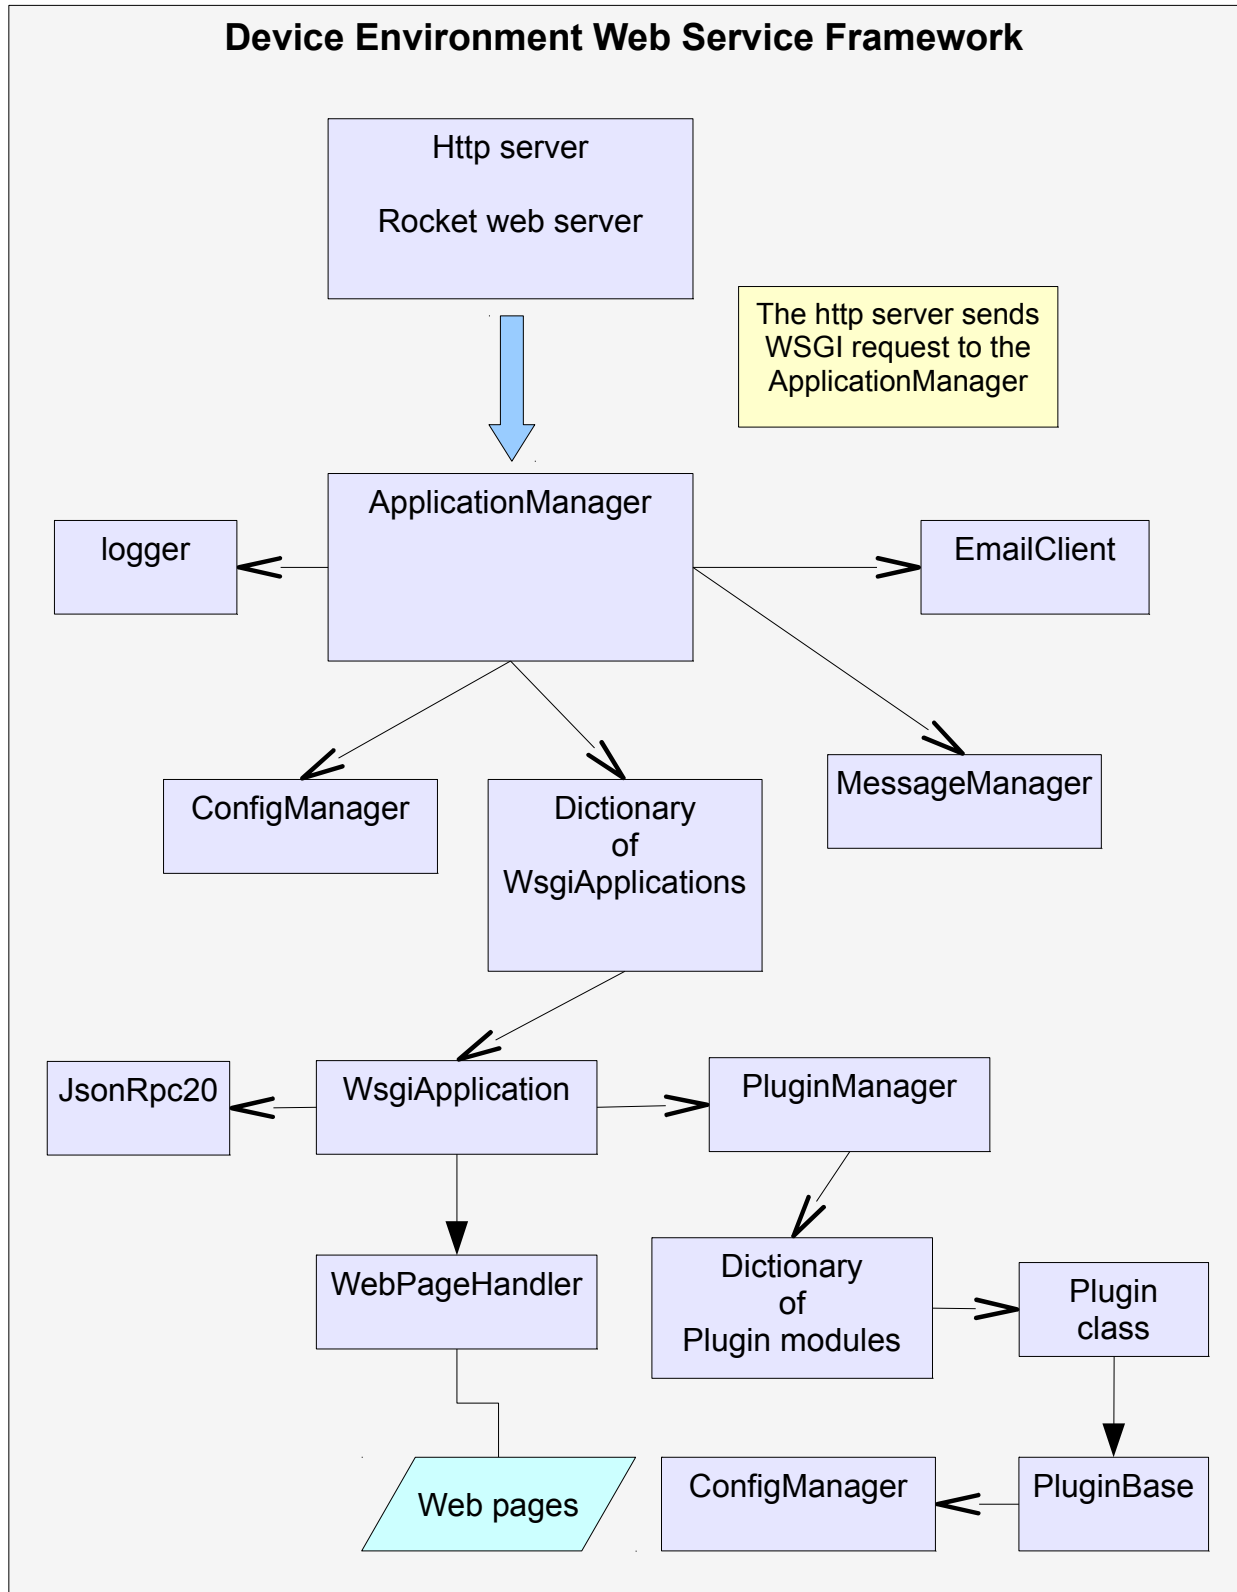 Device Environment Web Service Framework
Http server
Rocket web server
The http server sends
WSGI request to the
ApplicationManager
ApplicationManager
logger
EmailClient
ConfigManager
Dictionary
of
WsgiApplications
MessageManager
JsonRpc20
WsgiApplication
PluginManager
WebPageHandler
Dictionary
of
Plugin modules
Plugin
class
Web pages
ConfigManager
PluginBase